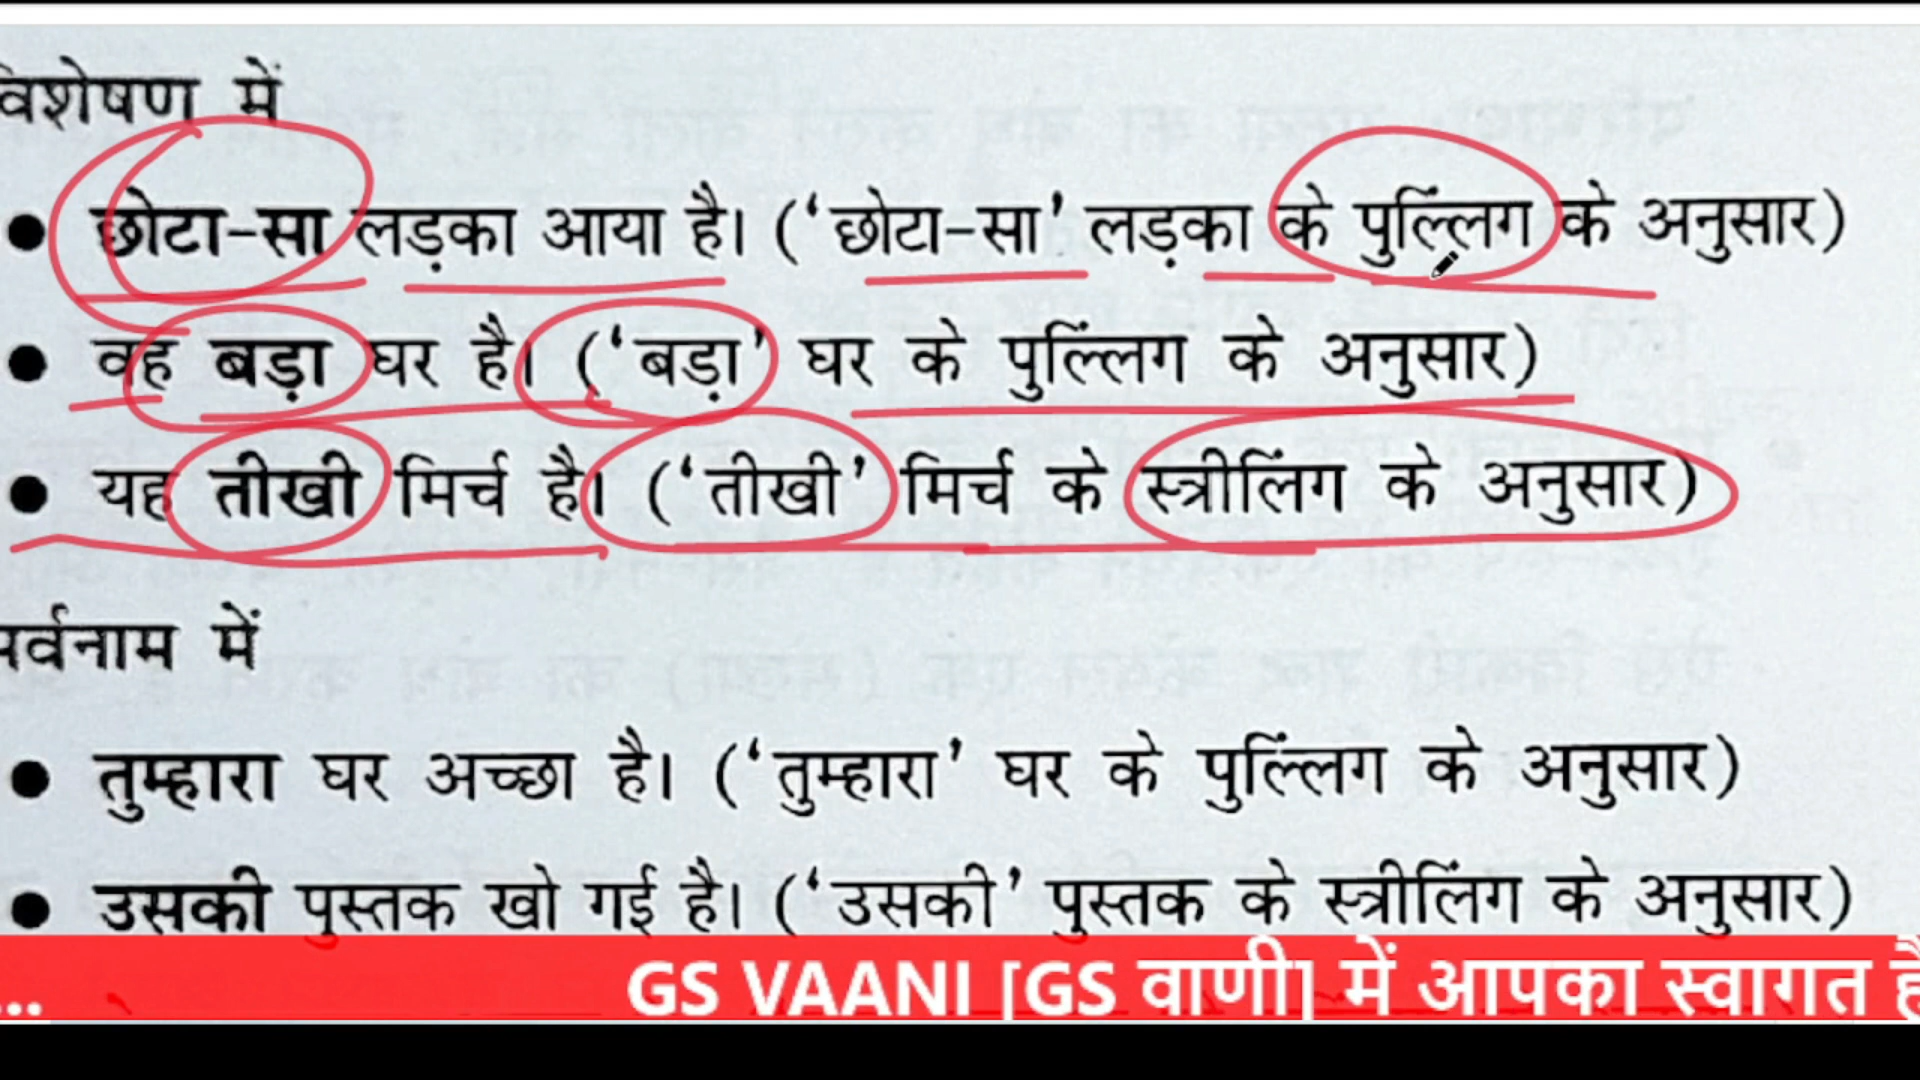 विशेषण में
● छोटा-सा लड़का आया है। (‘छोटा-सा’ लड़का के पुल्लिंग के अनुसार)
● वह बड़ा घर है। (‘बड़ा’ घर के पुल्लिंग के अनुसार)
● यह तीखी मिर्च है। (‘तीखी’ मिर्च के स्त्रीलिंग के अनुसार)
सर्वनाम में
● तुम्हारा घर अच्छा है। (‘तुम्हारा’ घर के पुल्लिंग के अनुसार)
● उसकी पुस्तक खो गई है। (‘उसकी’ पुस्तक के स्त्रीलिंग के अनुसार)
... GS VAANI [GS वाणी] में आपका स्वागत है